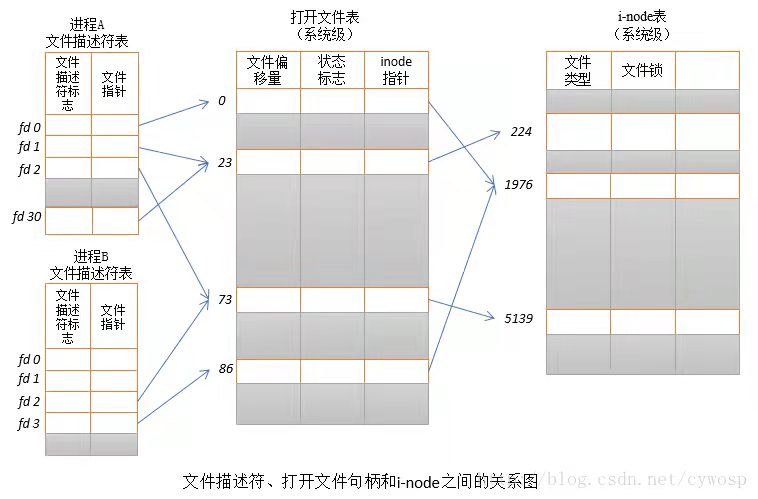 进程A
文件描述符表
文件
描述
符标
志
文件
指针
fd 0
fd 1
fd 2
fd 30
进程B
文件描述符表
文件
描述
符标志
文件
指针
fd 0
fd 1
fd 2
fd 3
打开文件表
（系统级）
文件偏
移量
状态
标志
inode
指针
0
23
73
86
i-node表
（系统级）
文件
类型
文件锁
224
1976
5139
文件描述符、打开文件句柄和i-node之间的关系图
blog.csdn.net/cywosp